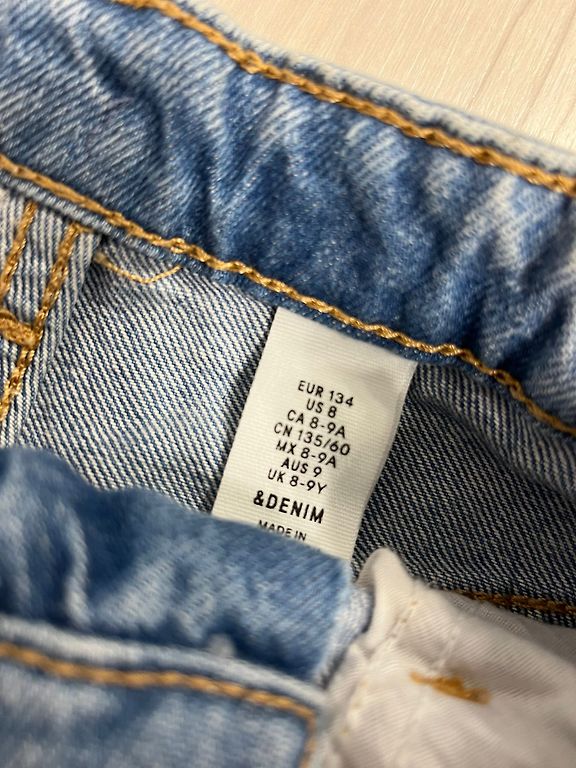 EUR 134
US 8
CA 8-9A
CN 135/60
MX 8-9A
AUS 9
UK 8-9Y
&DENIM
MADE IN